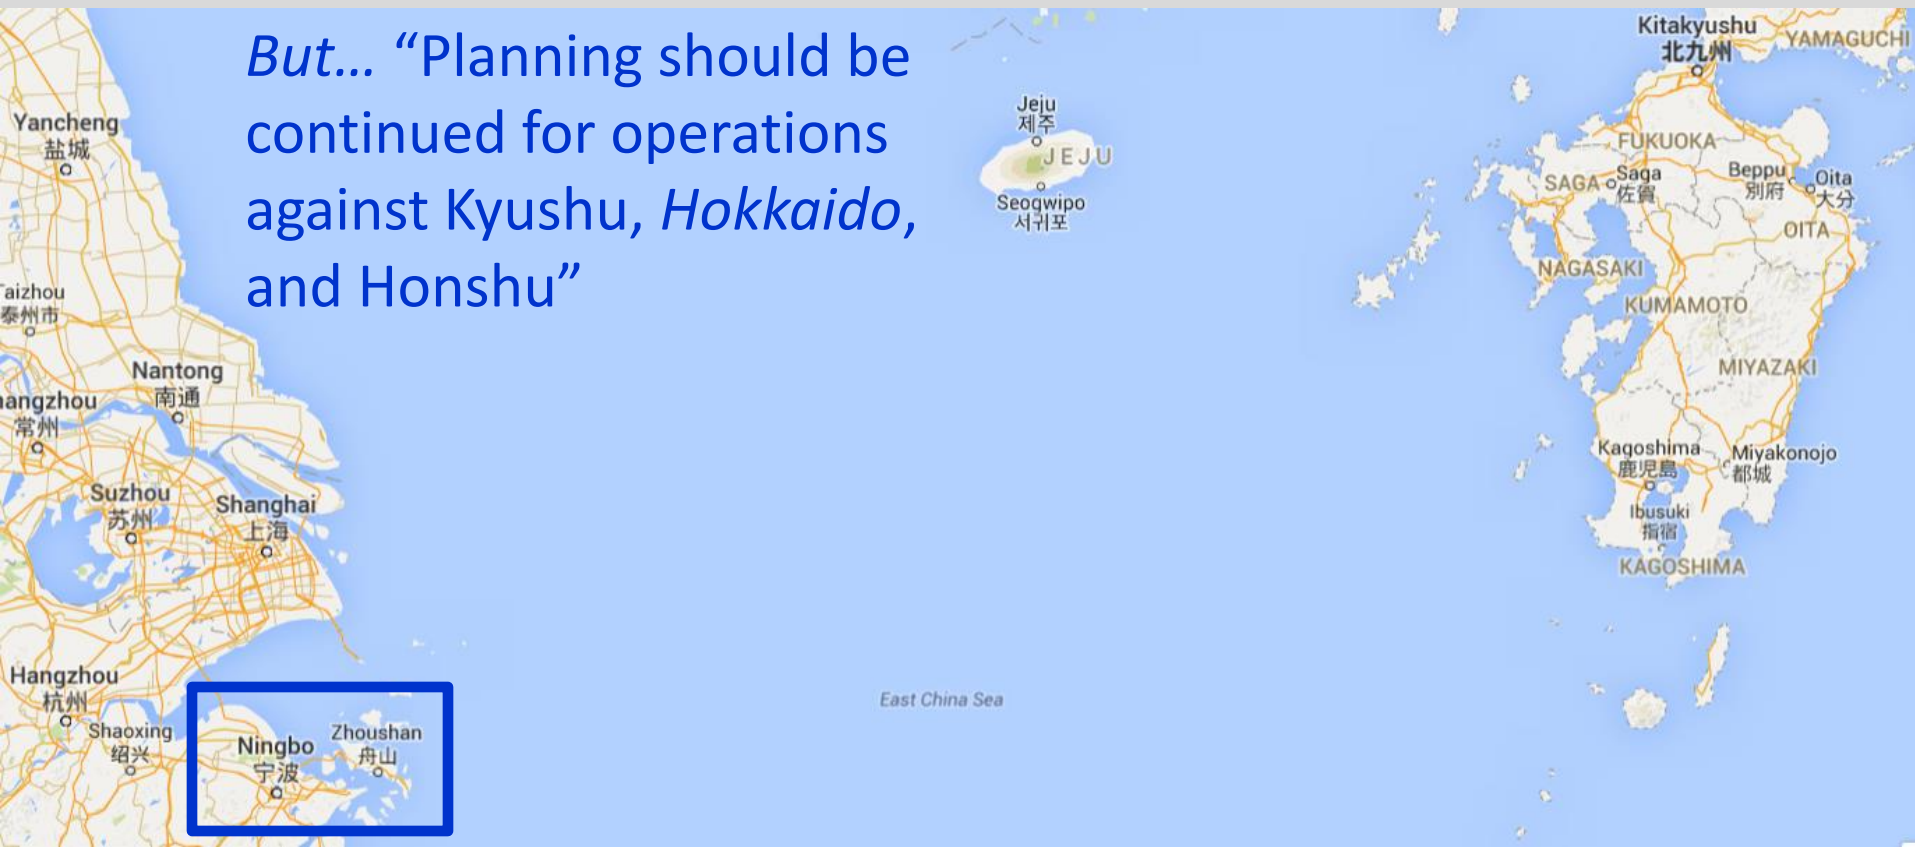 But… “Planning should be
continued for operations
against Kyushu, Hokkaido,
and Honshu”
Kitakyushu
北九州
YAMAGUCHI
Yancheng
盐城
Jeju
제주
JEJU
Seogwipo
서귀포
FUKUOKA
SAGA
Saga
佐賀
Beppu
別府
Oita
大分
OITA
NAGASAKI
KUMAMOTO
MIYAZAKI
aizhou
泰州市
Nantong
南通
angzhou
常州
Suzhou
苏州
Shanghai
上海
Kagoshima
鹿児島
Miyakonojo
都城
Ibusuki
指宿
KAGOSHIMA
Hangzhou
杭州
Shaoxing
绍兴
Ningbo
宁波
Zhoushan
舟山
East China Sea